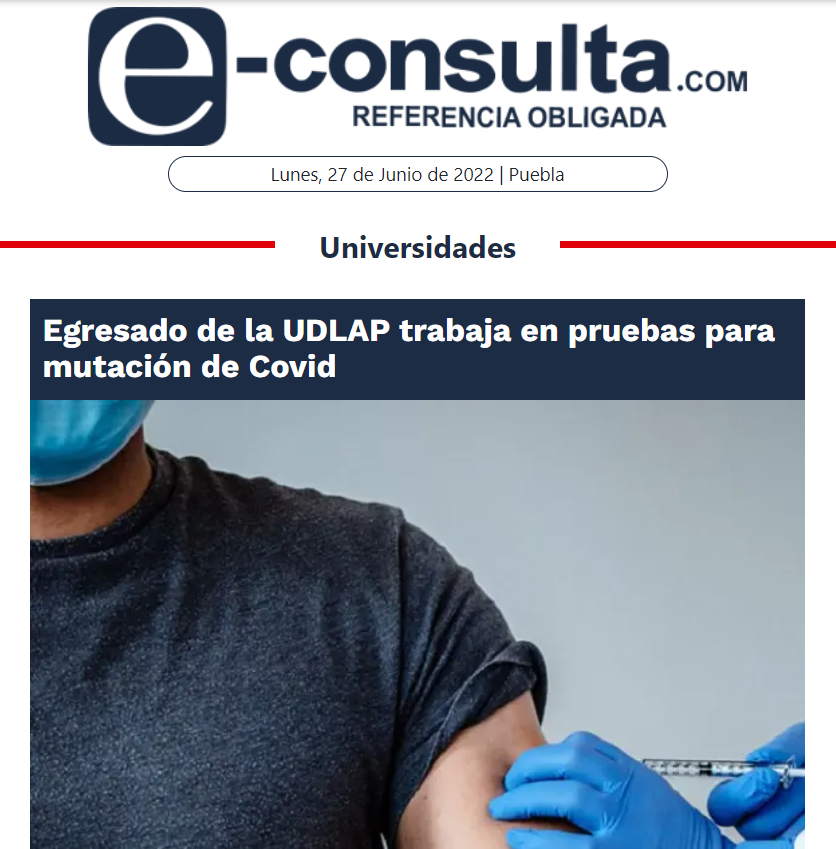 e-consulta.COM
REFERENCIA OBLIGADA
Lunes, 27 de Junio de 2022 | Puebla
Universidades
Egresado de la UDLAP trabaja en pruebas para
mutación de Covid